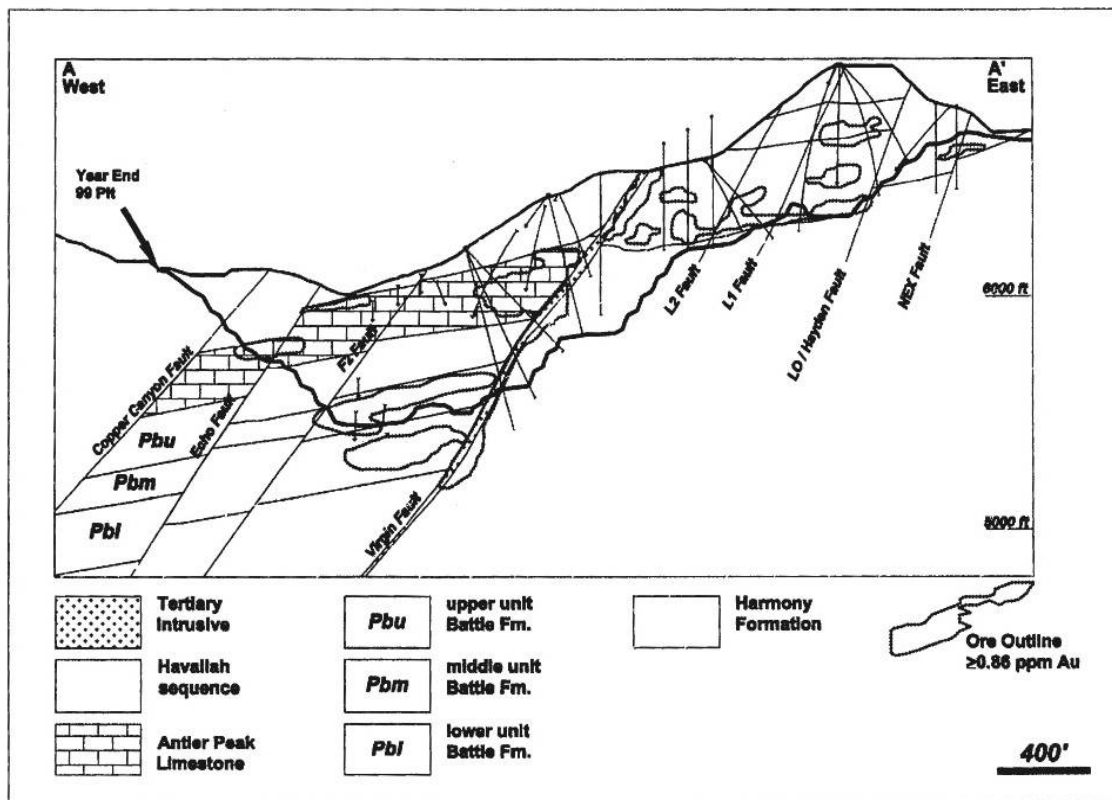 A
West
A'
East
Year End
99 Pit
6000 ft
5000 ft
Copper Canyon Fault
Echo Fault
Fz Fault
Virgin Fault
L2 Fault
L1 Fault
LO / Hayden Fault
NEX Fault
Pbu
Pbm
Pbl
Tertiary
Intrusive
Havallah
sequence
Antler Peak
Limestone
Pbu
upper unit
Battle Fm.
Pbm
middle unit
Battle Fm.
Pbl
lower unit
Battle Fm.
Harmony
Formation
Ore Outline
≥0.86 ppm Au
400'